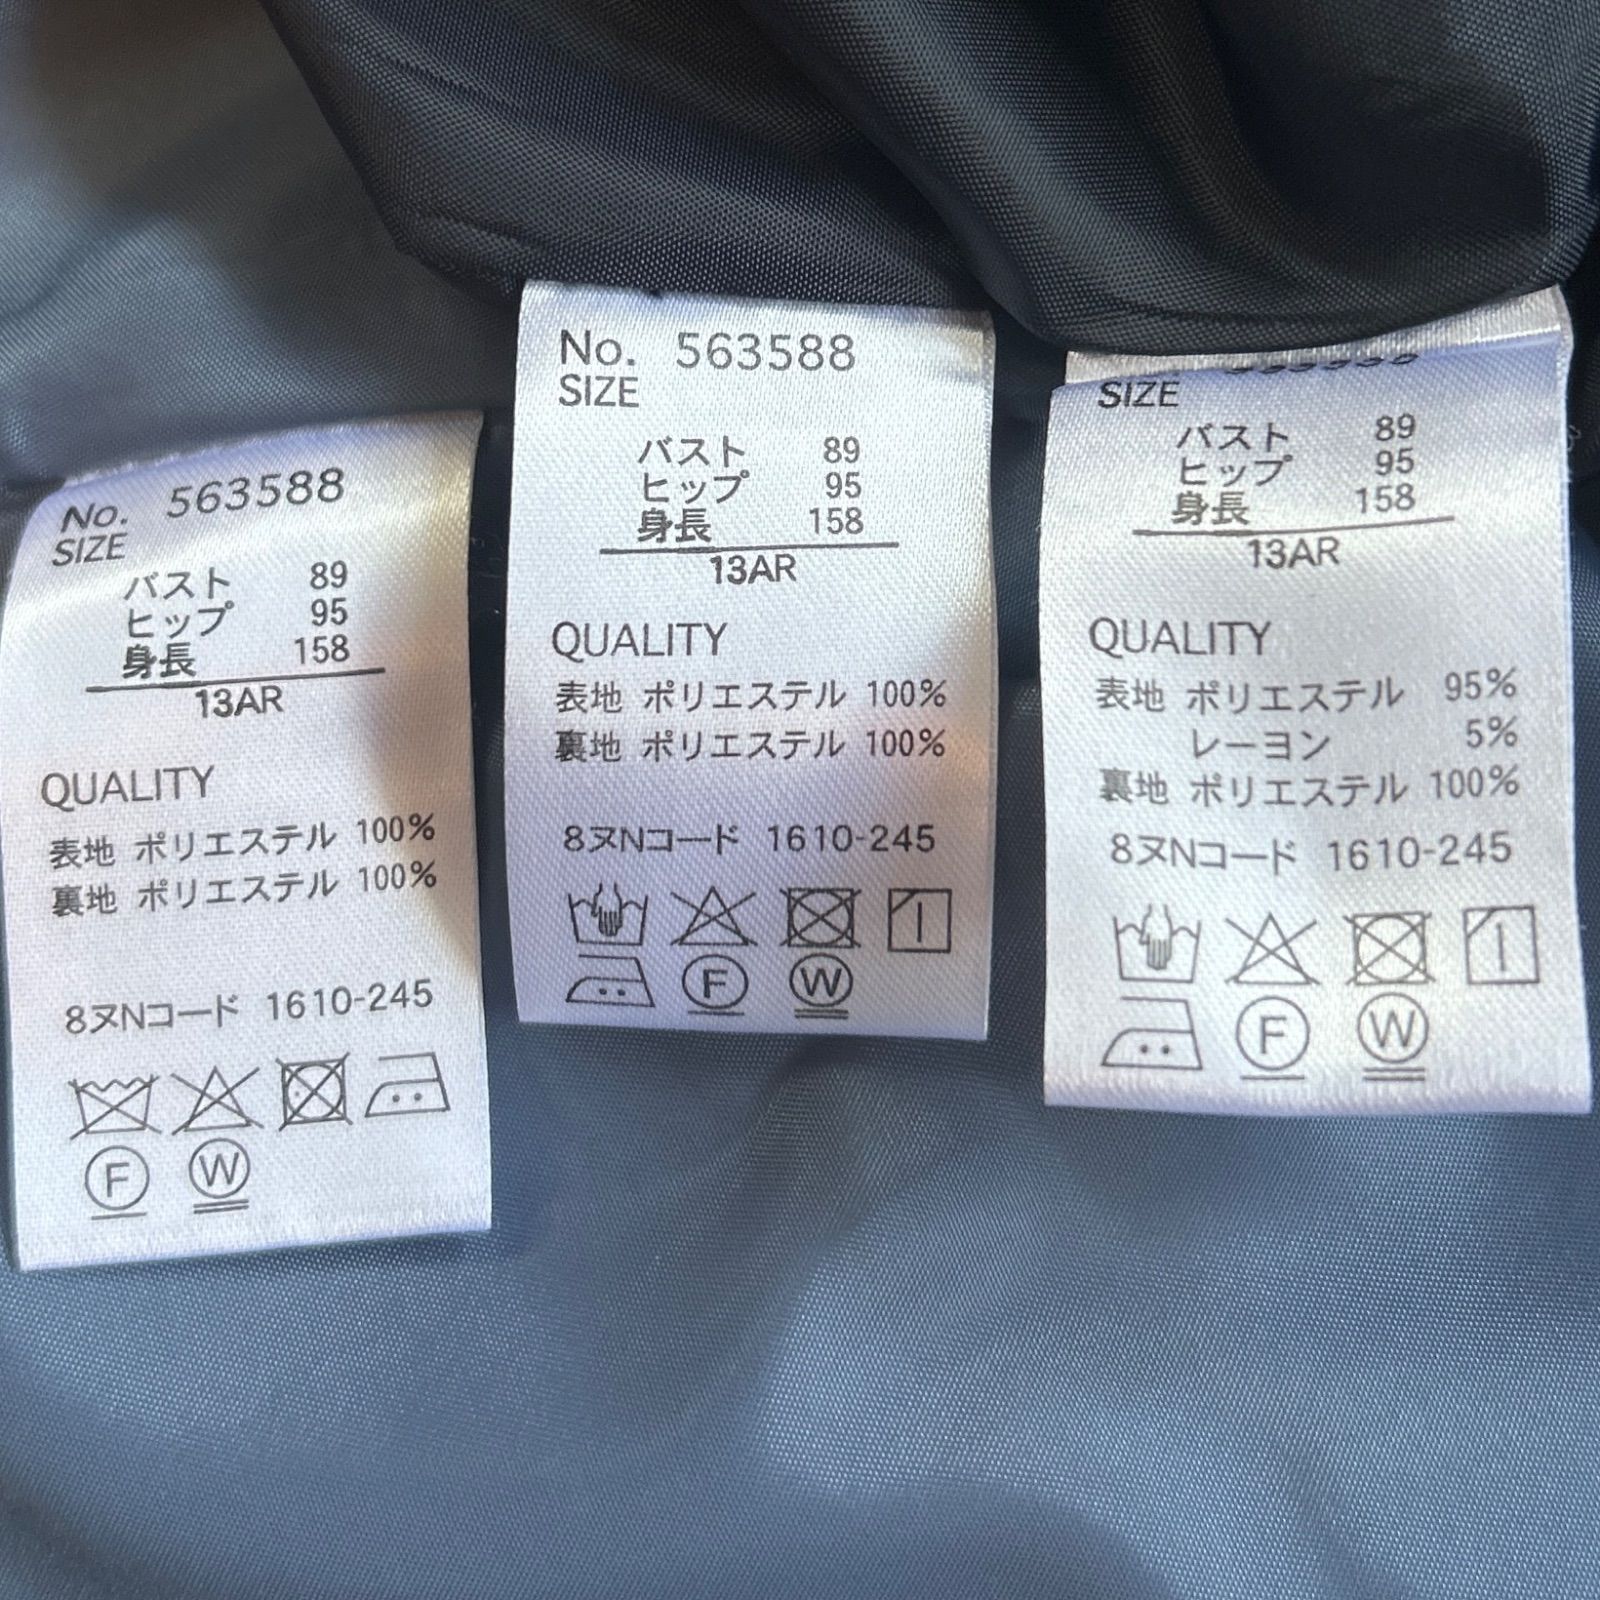 No. 563588
SIZE
バスト 89
ヒップ 95
身長 158
13AR
QUALITY
表地 ポリエステル 100%
裏地 ポリエステル 100%
8ヌNコード 1610-245
F W
No. 563588
SIZE
バスト 89
ヒップ 95
身長 158
13AR
QUALITY
表地 ポリエステル 100%
裏地 ポリエステル 100%
8ヌNコード 1610-245
F W
SIZE
バスト 89
ヒップ 95
身長 158
13AR
QUALITY
表地 ポリエステル 95%
レーヨン 5%
裏地 ポリエステル 100%
8ヌNコード 1610-245
F W